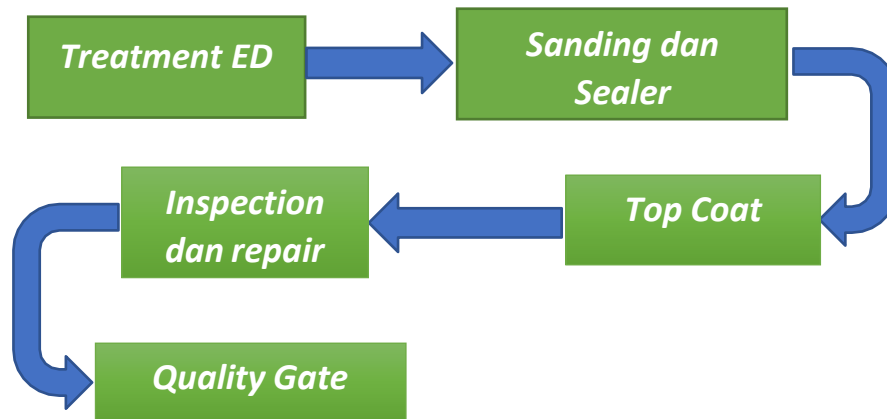 Treatment ED
Sanding dan
Sealer
Top Coat
Inspection
dan repair
Quality Gate